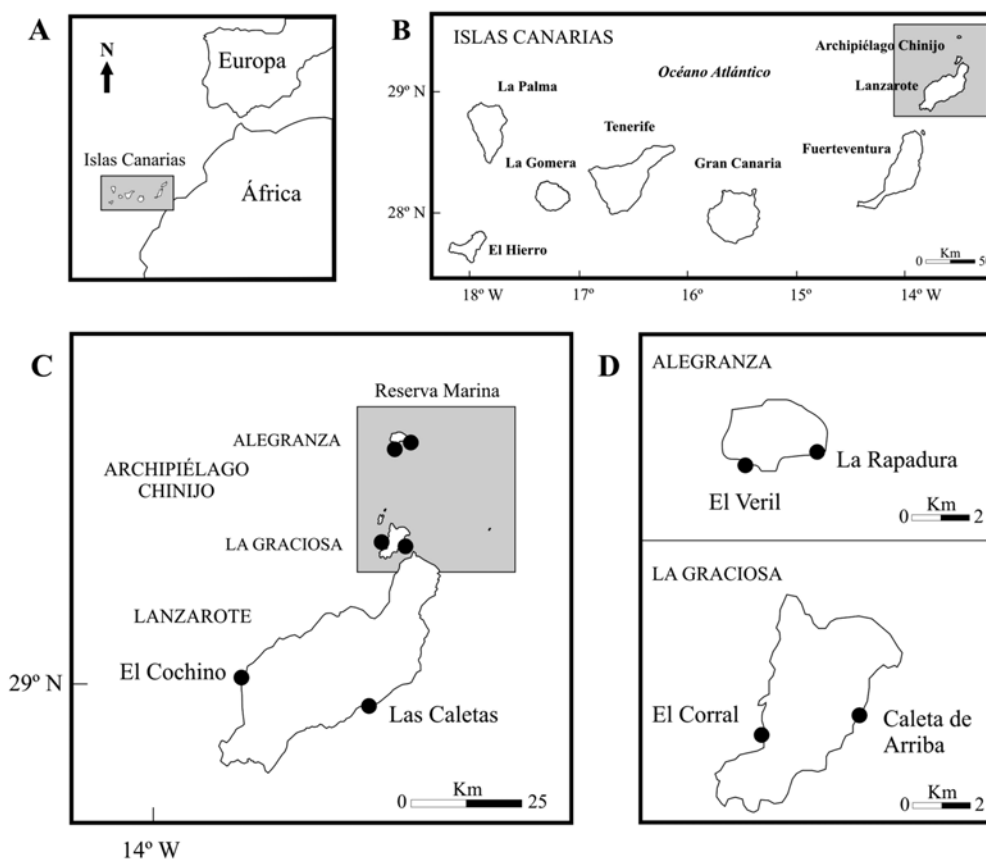 A
N
Europa
Islas Canarias
África
B
ISLAS CANARIAS
Archipiélago Chinijo
Océano Atlántico
Lanzarote
29º N
La Palma
Tenerife
La Gomera
Gran Canaria
Fuerteventura
28º N
El Hierro
Km
0 50
18º W
17º
16º
15º
14º W
C
Reserva Marina
ALEGRANZA
ARCHIPIÉLAGO
CHINIJO
LA GRACIOSA
LANZAROTE
El Cochino
29º N
Las Caletas
Km
0 25
14º W
D
ALEGRANZA
La Rapadura
El Veril
Km
0 2
LA GRACIOSA
El Corral
Caleta de
Arriba
Km
0 2